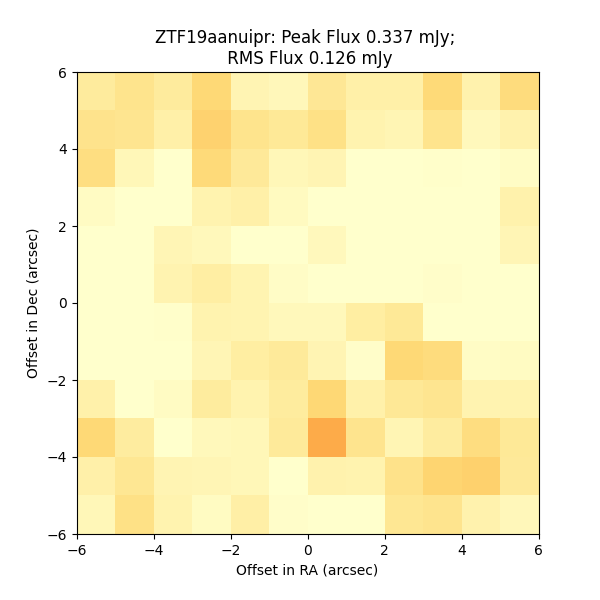 ZTF19aanuipr: Peak Flux 0.337 mJy;
RMS Flux 0.126 mJy
6
4
2
0
−2
−4
−6
Offset in Dec (arcsec)
−6 −4 −2 0 2 4 6
Offset in RA (arcsec)